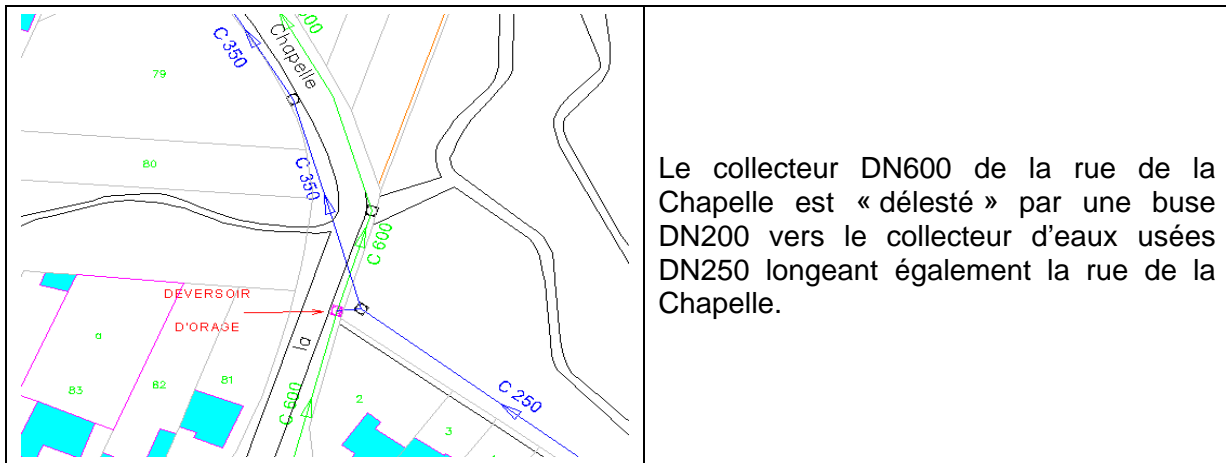 C 350
Chapelle
79
C 350
80
C 600
DEVERSOIR
D'ORAGE
la
a
83
82
81
C 600
2
3
C 250
Le collecteur DN600 de la rue de la
Chapelle est « délesté » par une buse
DN200 vers le collecteur d'eaux usées
DN250 longeant également la rue de la
Chapelle.